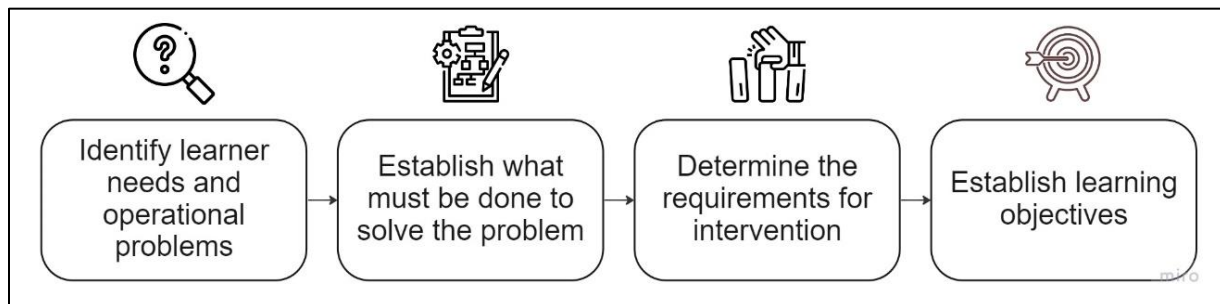 ?
Identify learner
needs and
operational
problems
Establish what
must be done to
solve the problem
Determine the
requirements for
intervention
Establish learning
objectives
miro